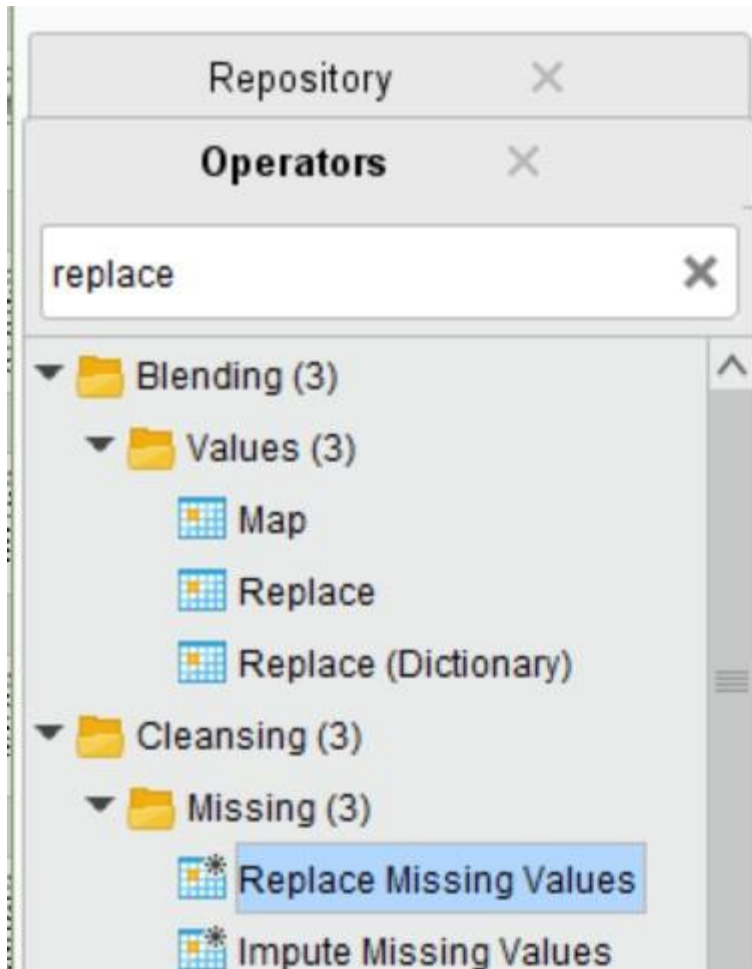 Repository
Operators
replace
Blending (3)
Values (3)
Map
Replace
Replace (Dictionary)
Cleansing (3)
Missing (3)
Replace Missing Values
Impute Missing Values